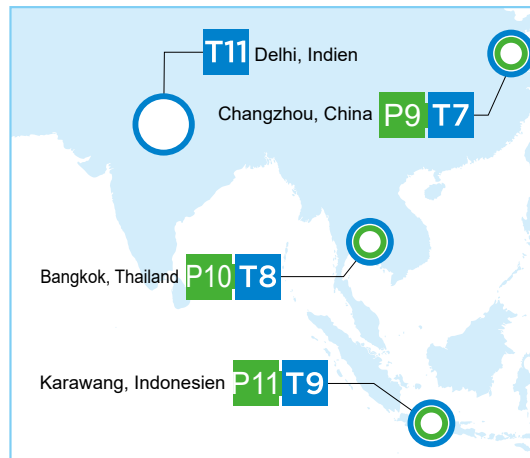 T11 Delhi, Indien
Changzhou, China P9 T7
Bangkok, Thailand P10 T8
Karawang, Indonesien P11 T9